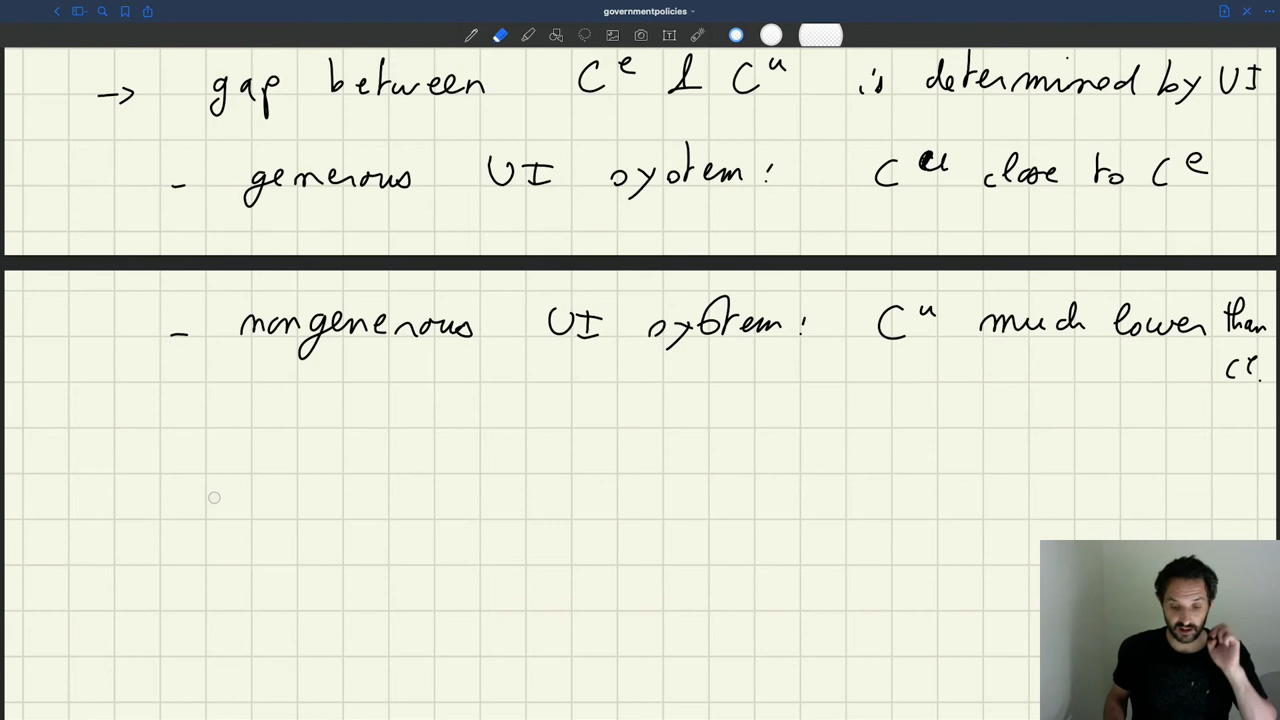 governmentpolicies
→ gap between C^e & C^u is determined by UI
- generous UI system: C^u close to C^e
- nongenerous UI system: C^u much lower than
C^e.